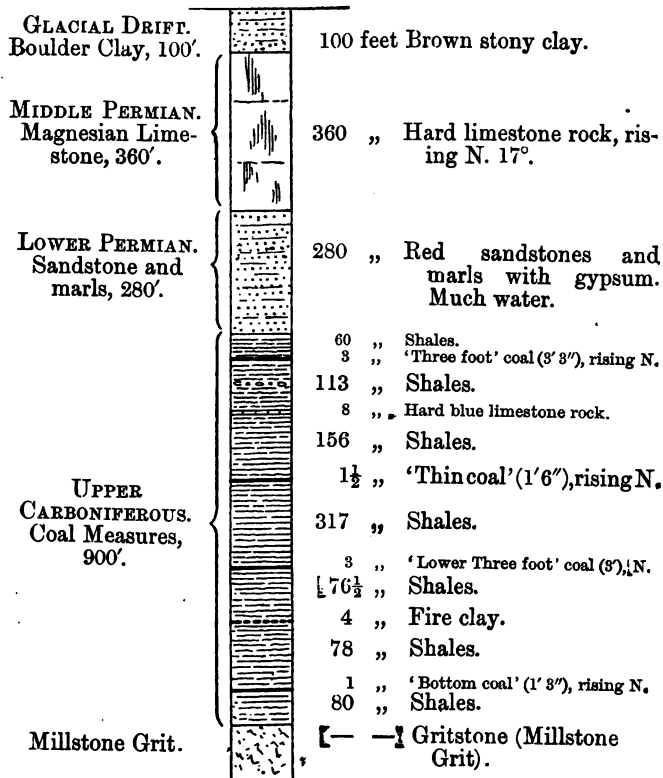 GLACIAL DRIFT.
Boulder Clay, 100′.
100 feet Brown stony clay.
MIDDLE PERMIAN.
Magnesian Lime-
stone, 360′.
360 „ Hard limestone rock, ris-
ing N. 17°.
LOWER PERMIAN.
Sandstone and
marls, 280′.
280 „ Red sandstones and
marls with gypsum.
Much water.
UPPER
CARBONIFEROUS.
Coal Measures,
900′.
60 „ Shales.
3 „ ‘Three foot’ coal (3′ 3″), rising N.
113 „ Shales.
8 „ Hard blue limestone rock.
156 „ Shales.
1½ „ ‘Thin coal’ (1′ 6″), rising N.
317 „ Shales.
3 „ ‘Lower Three foot’ coal (3′), N.
76½ „ Shales.
4 „ Fire clay.
78 „ Shales.
1 „ ‘Bottom coal’ (1′ 3″), rising N.
80 „ Shales.
Millstone Grit.
[— —] Gritstone (Millstone
Grit).